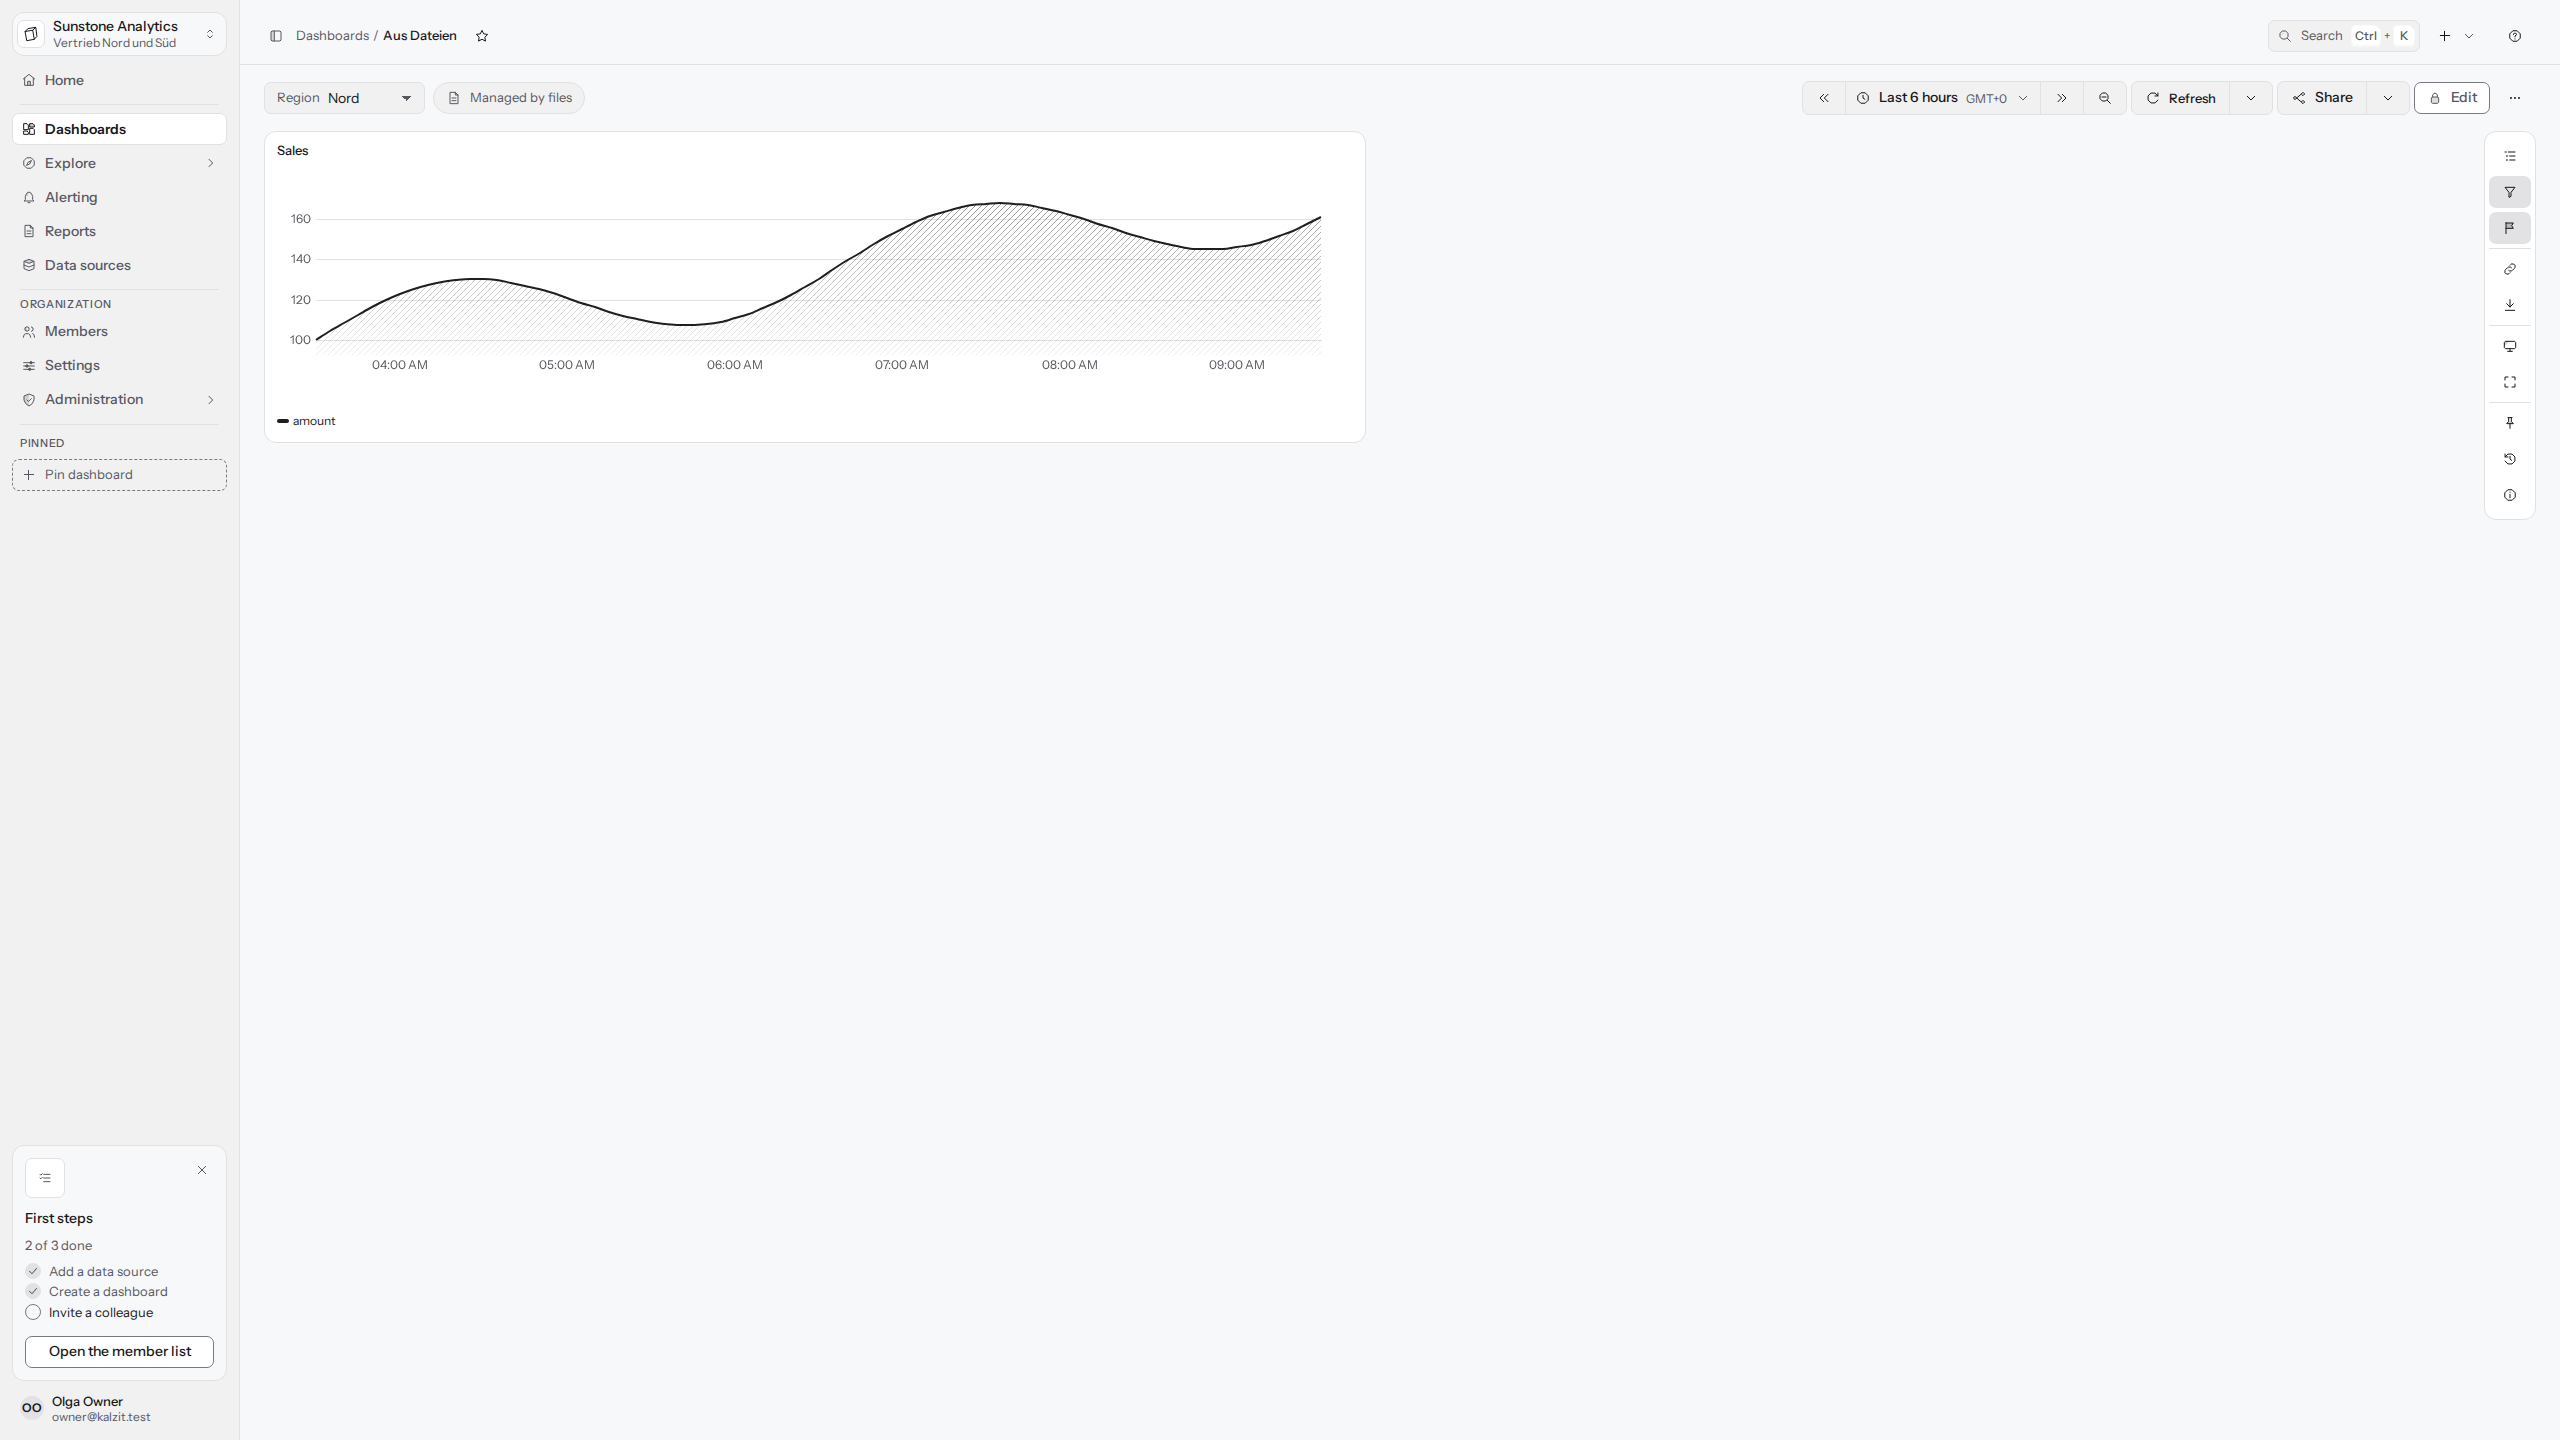 Sunstone Analytics
Vertrieb Nord und Süd
Home
Dashboards
Explore
Alerting
Reports
Data sources
ORGANIZATION
Members
Settings
Administration
PINNED
Pin dashboard
First steps
2 of 3 done
Add a data source
Create a dashboard
Invite a colleague
Open the member list
OO
Olga Owner
owner@kalzit.test
Dashboards / Aus Dateien
Search Ctrl + K
Region Nord
Managed by files
Last 6 hours GMT+0
Refresh
Share
Edit
Sales
160
140
120
100
04:00 AM 05:00 AM 06:00 AM 07:00 AM 08:00 AM 09:00 AM
amount